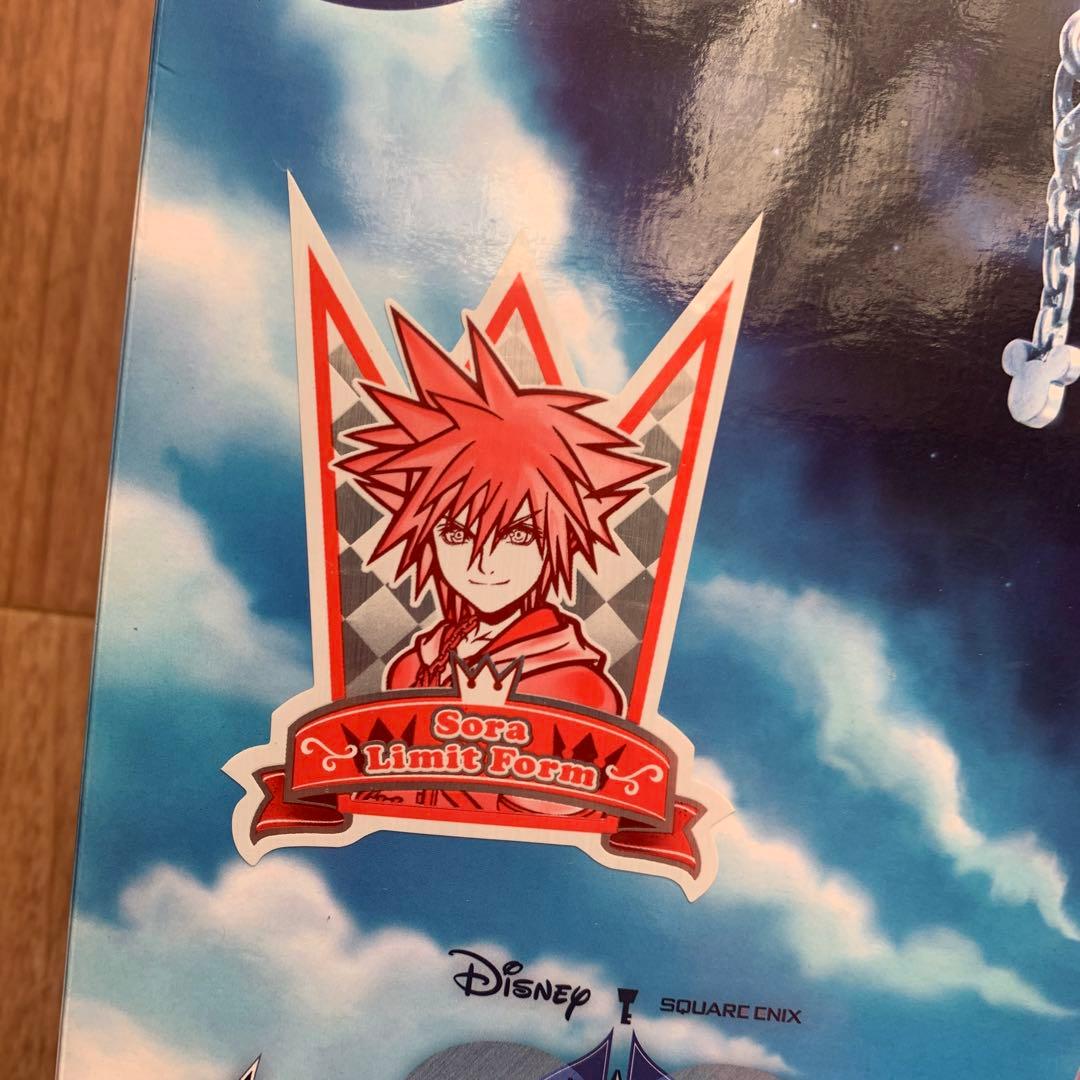 Sora
Limit Form
Disney
SQUARE ENIX